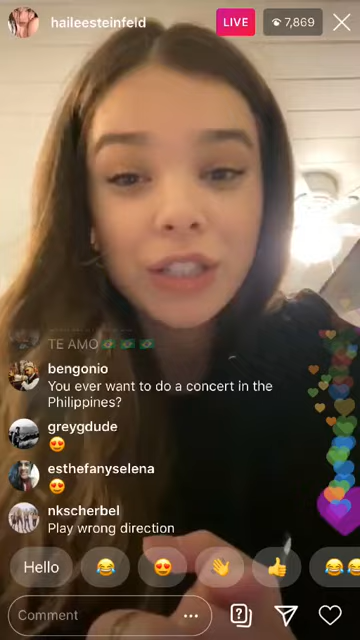 haileesteinfeld
LIVE
7,869
TE AMO🇧🇷🇧🇷🇧🇷
bengonio
You ever want to do a concert in the
Philippines?
greygdude
😍
esthefanyselena
😍
nkscherbel
Play wrong direction
Hello 😂 😍 👋 👍 😂😂
Comment